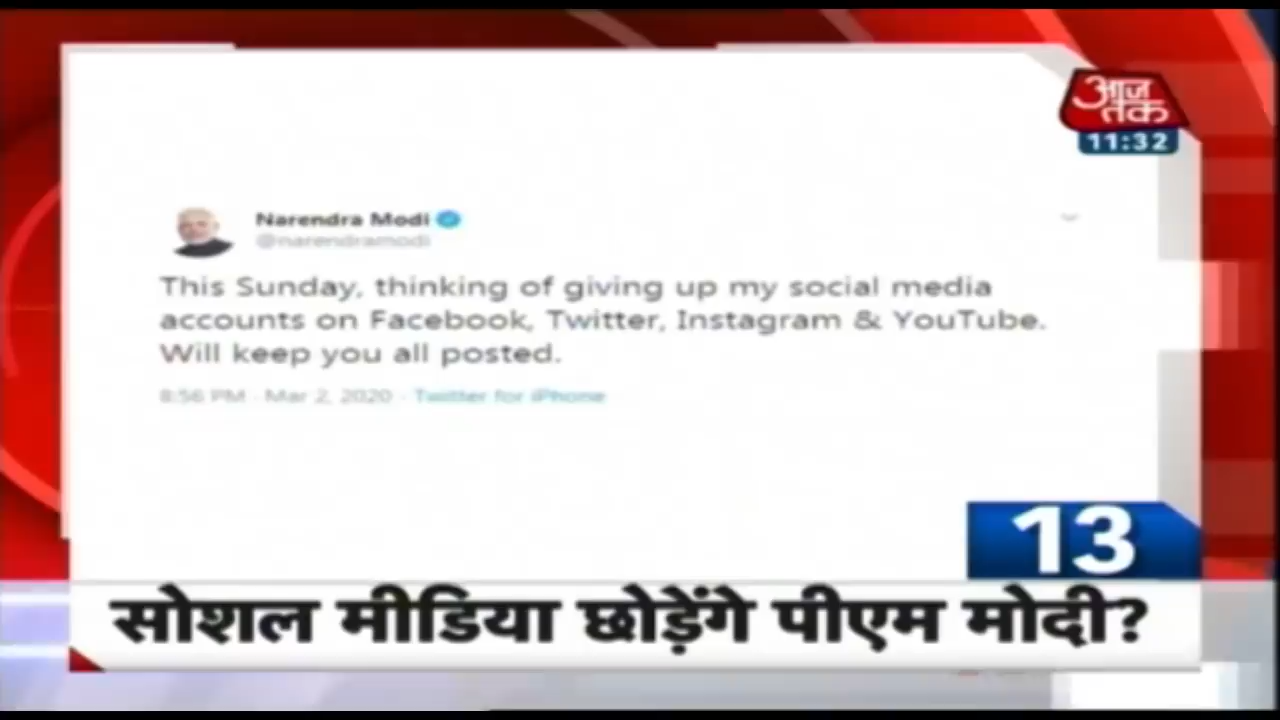 आज
तक
11:32
Narendra Modi
@narendramodi
This Sunday, thinking of giving up my social media
accounts on Facebook, Twitter, Instagram & YouTube.
Will keep you all posted.
8:56 PM · Mar 2, 2020 · Twitter for iPhone
13
सोशल मीडिया छोड़ेंगे पीएम मोदी?